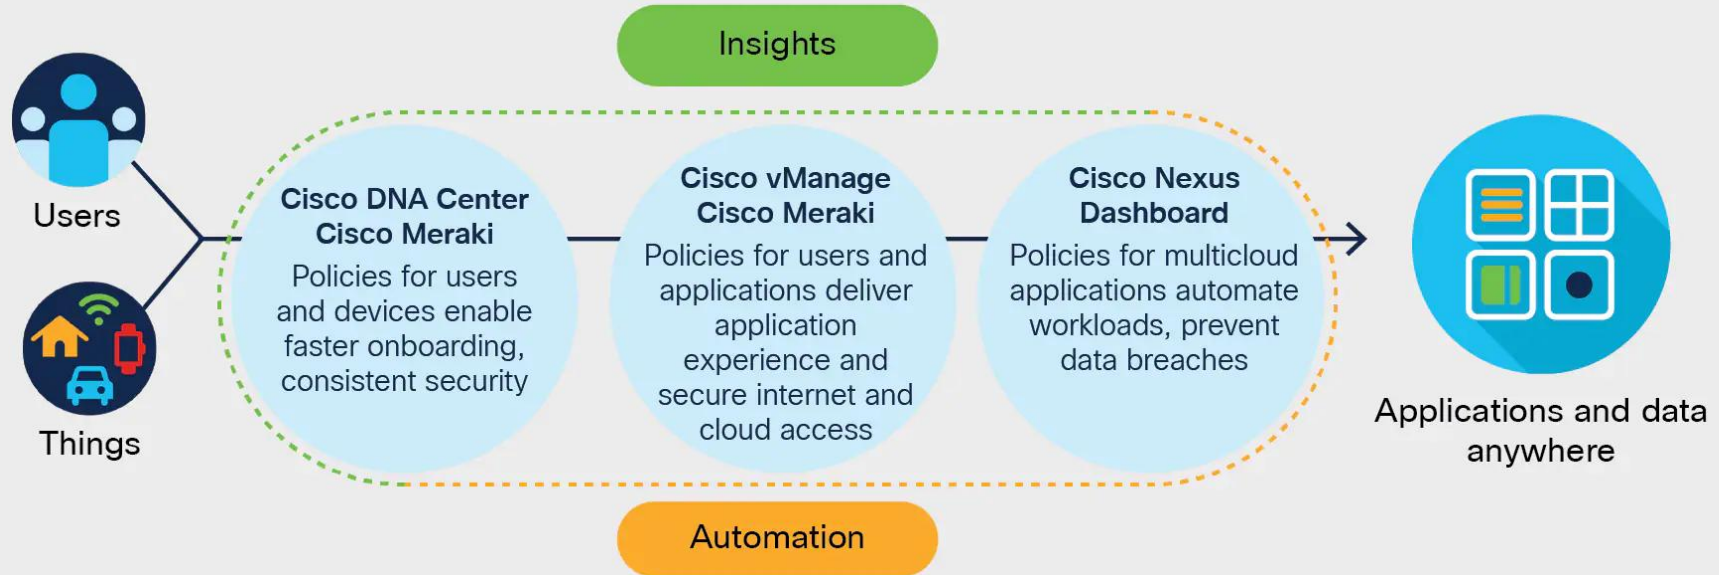 Insights
Users
Things
Cisco DNA Center
Cisco Meraki
Policies for users
and devices enable
faster onboarding,
consistent security
Cisco vManage
Cisco Meraki
Policies for users and
applications deliver
application
experience and
secure internet and
cloud access
Cisco Nexus
Dashboard
Policies for multicloud
applications automate
workloads, prevent
data breaches
Applications and data
anywhere
Automation